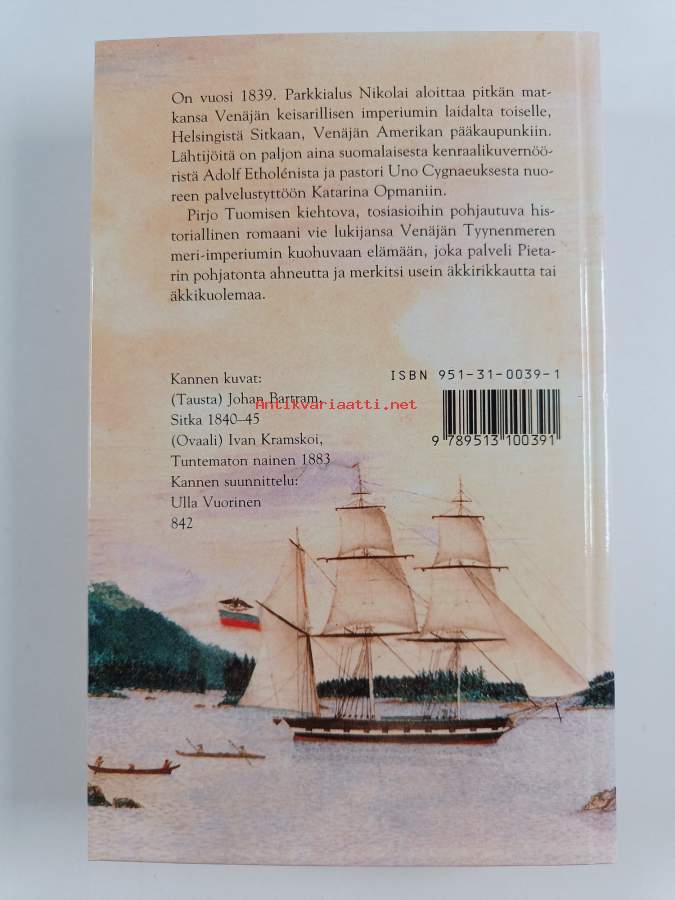 On vuosi 1839. Parkkialus Nikolai aloittaa pitkän mat-
kansa Venäjän keisarillisen imperiumin laidalta toiselle,
Helsingistä Sitkaan, Venäjän Amerikan pääkaupunkiin.
Lähtijöitä on paljon aina suomalaisesta kenraalikuvernöö-
ristä Adolf Etholénista ja pastori Uno Cygnaeuksesta nuo-
reen palvelustyttöön Katarina Opmaniin.
Pirjo Tuomisen kiehtova, tosiasioihin pohjautuva his-
toriallinen romaani vie lukijansa Venäjän Tyynenmeren
meri-imperiumin kuohuvaan elämään, joka palveli Pieta-
rin pohjatonta ahneutta ja merkitsi usein äkkirikkautta tai
äkkikuolemaa.
Kannen kuvat:
(Tausta) Johan Bartram,
Sitka 1840–45
(Ovaali) Ivan Kramskoi,
Tuntematon nainen 1883
Kannen suunnittelu:
Ulla Vuorinen
842
ISBN 951-31-0039-1
9 789513 100391
Antikvariaatti.net